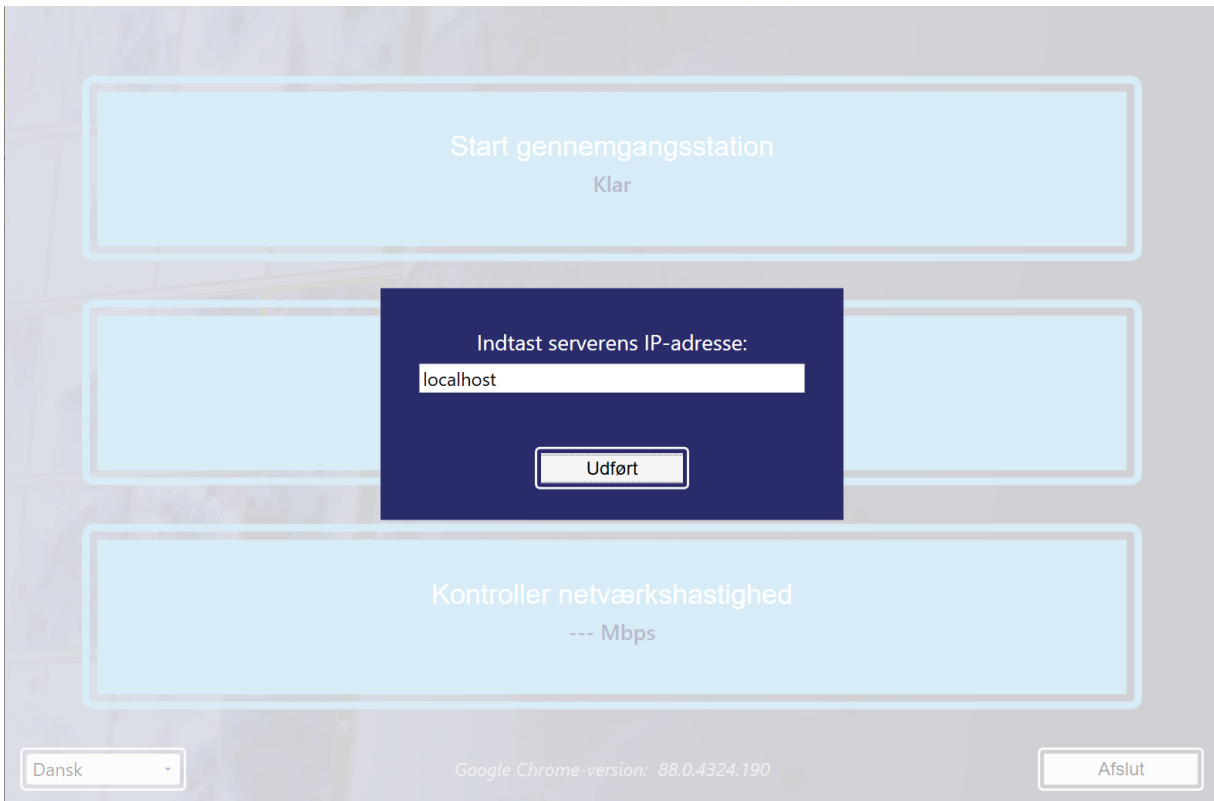 Start gennemgangsstation
Klar
Indtast serverens IP-adresse:
localhost
Udført
Kontroller netværkshastighed
--- Mbps
Dansk
Google Chrome-version: 88.0.4324.190
Afslut